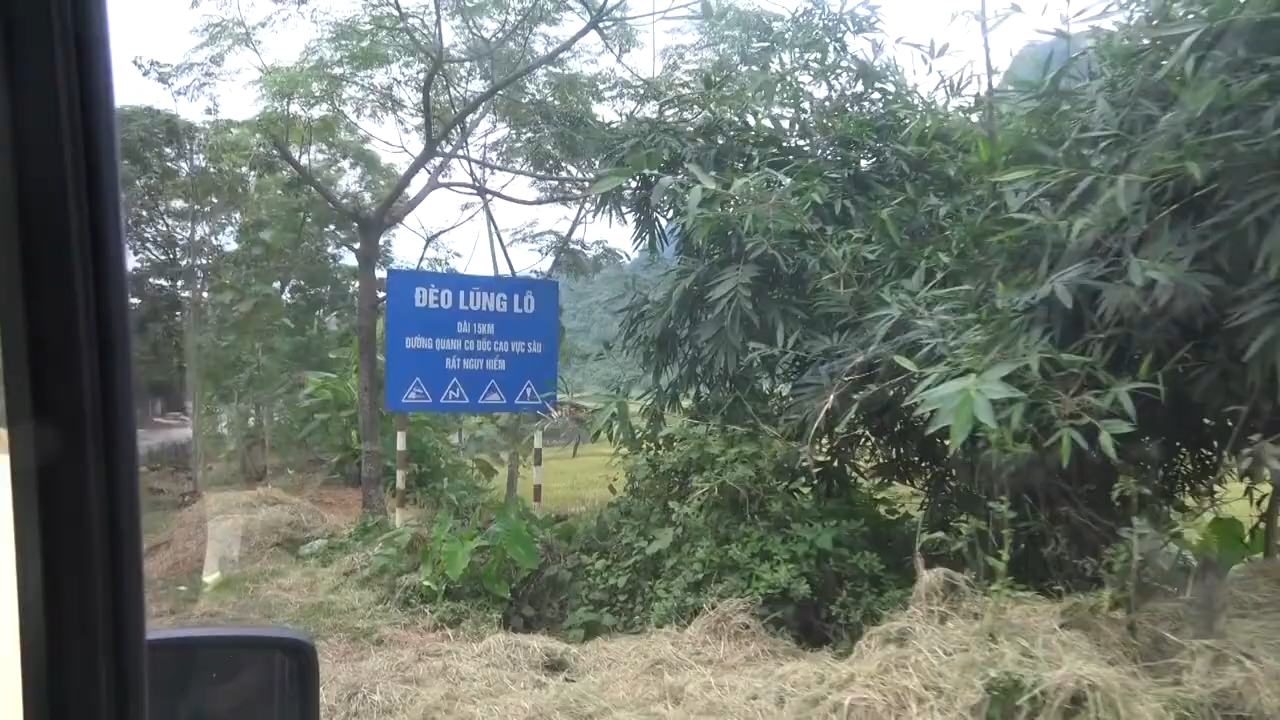 ĐÈO LŨNG LÔ
DÀI 15KM
ĐƯỜNG QUANH CO DỐC CAO VỰC SÂU
RẤT NGUY HIỂM